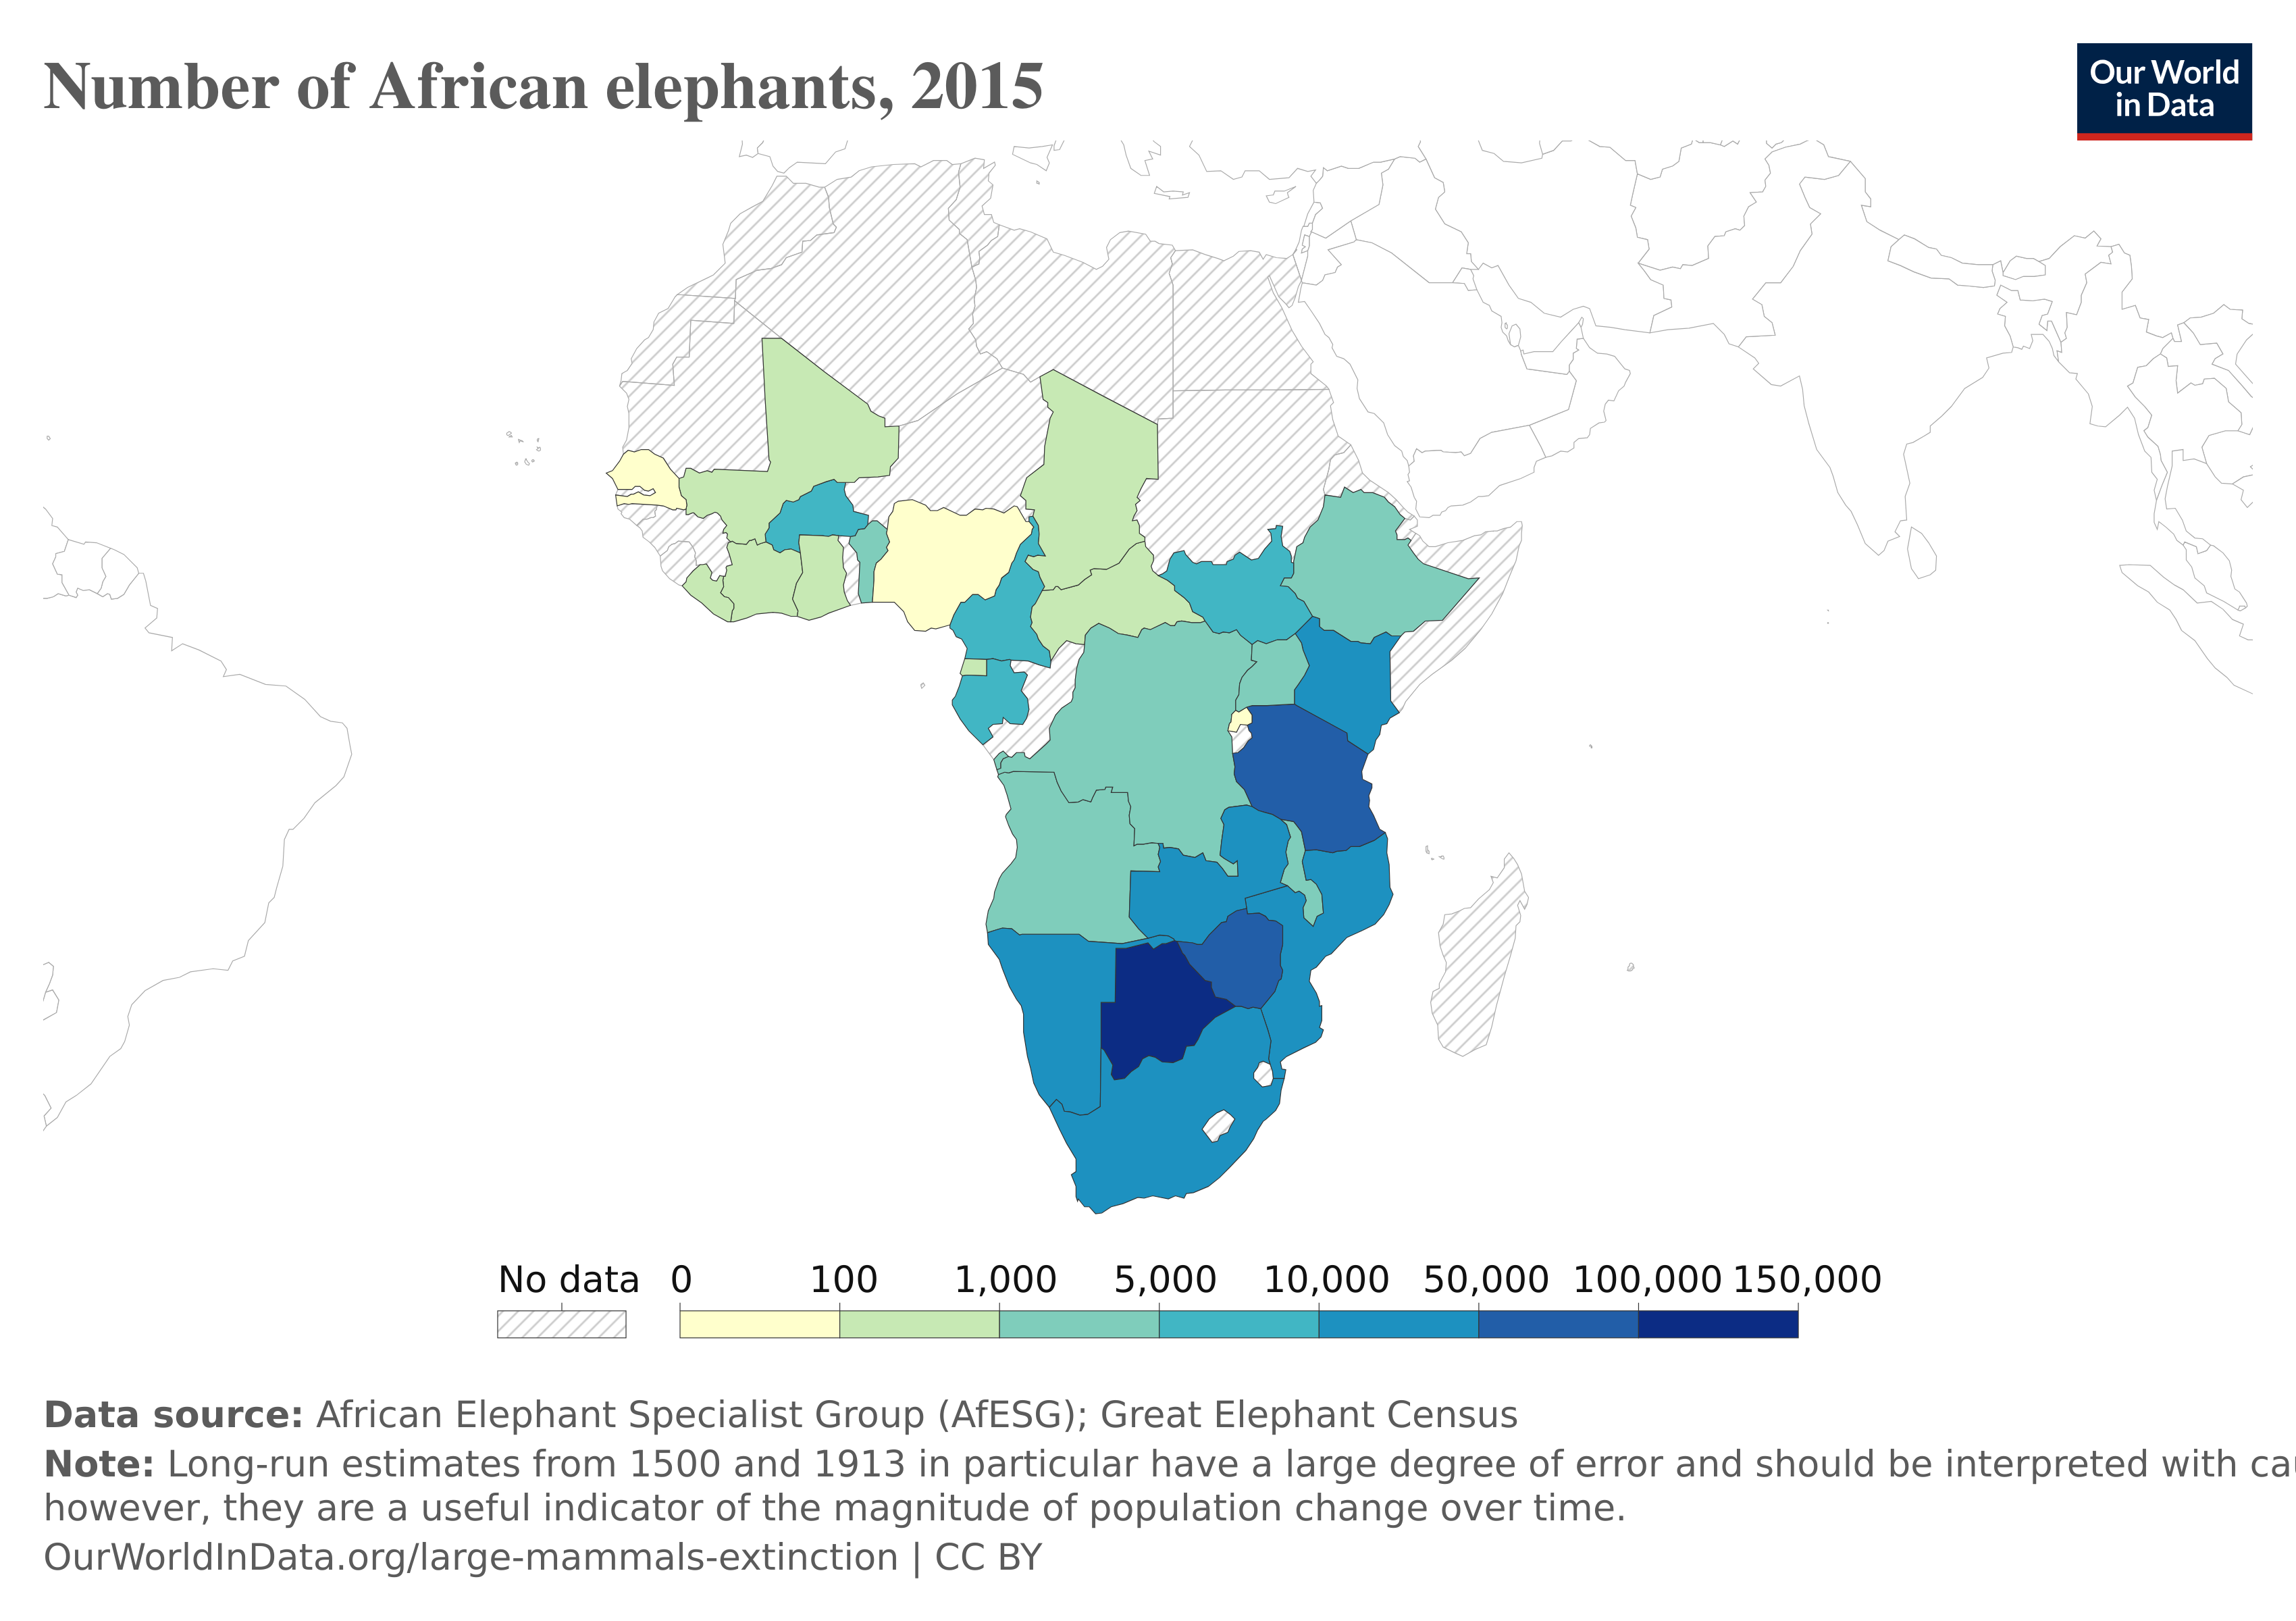 Number of African elephants, 2015
Our World
in Data
No data 0 100 1,000 5,000 10,000 50,000 100,000 150,000
Data source: African Elephant Specialist Group (AfESG); Great Elephant Census
Note: Long-run estimates from 1500 and 1913 in particular have a large degree of error and should be interpreted with
however, they are a useful indicator of the magnitude of population change over time.
OurWorldInData.org/large-mammals-extinction | CC BY